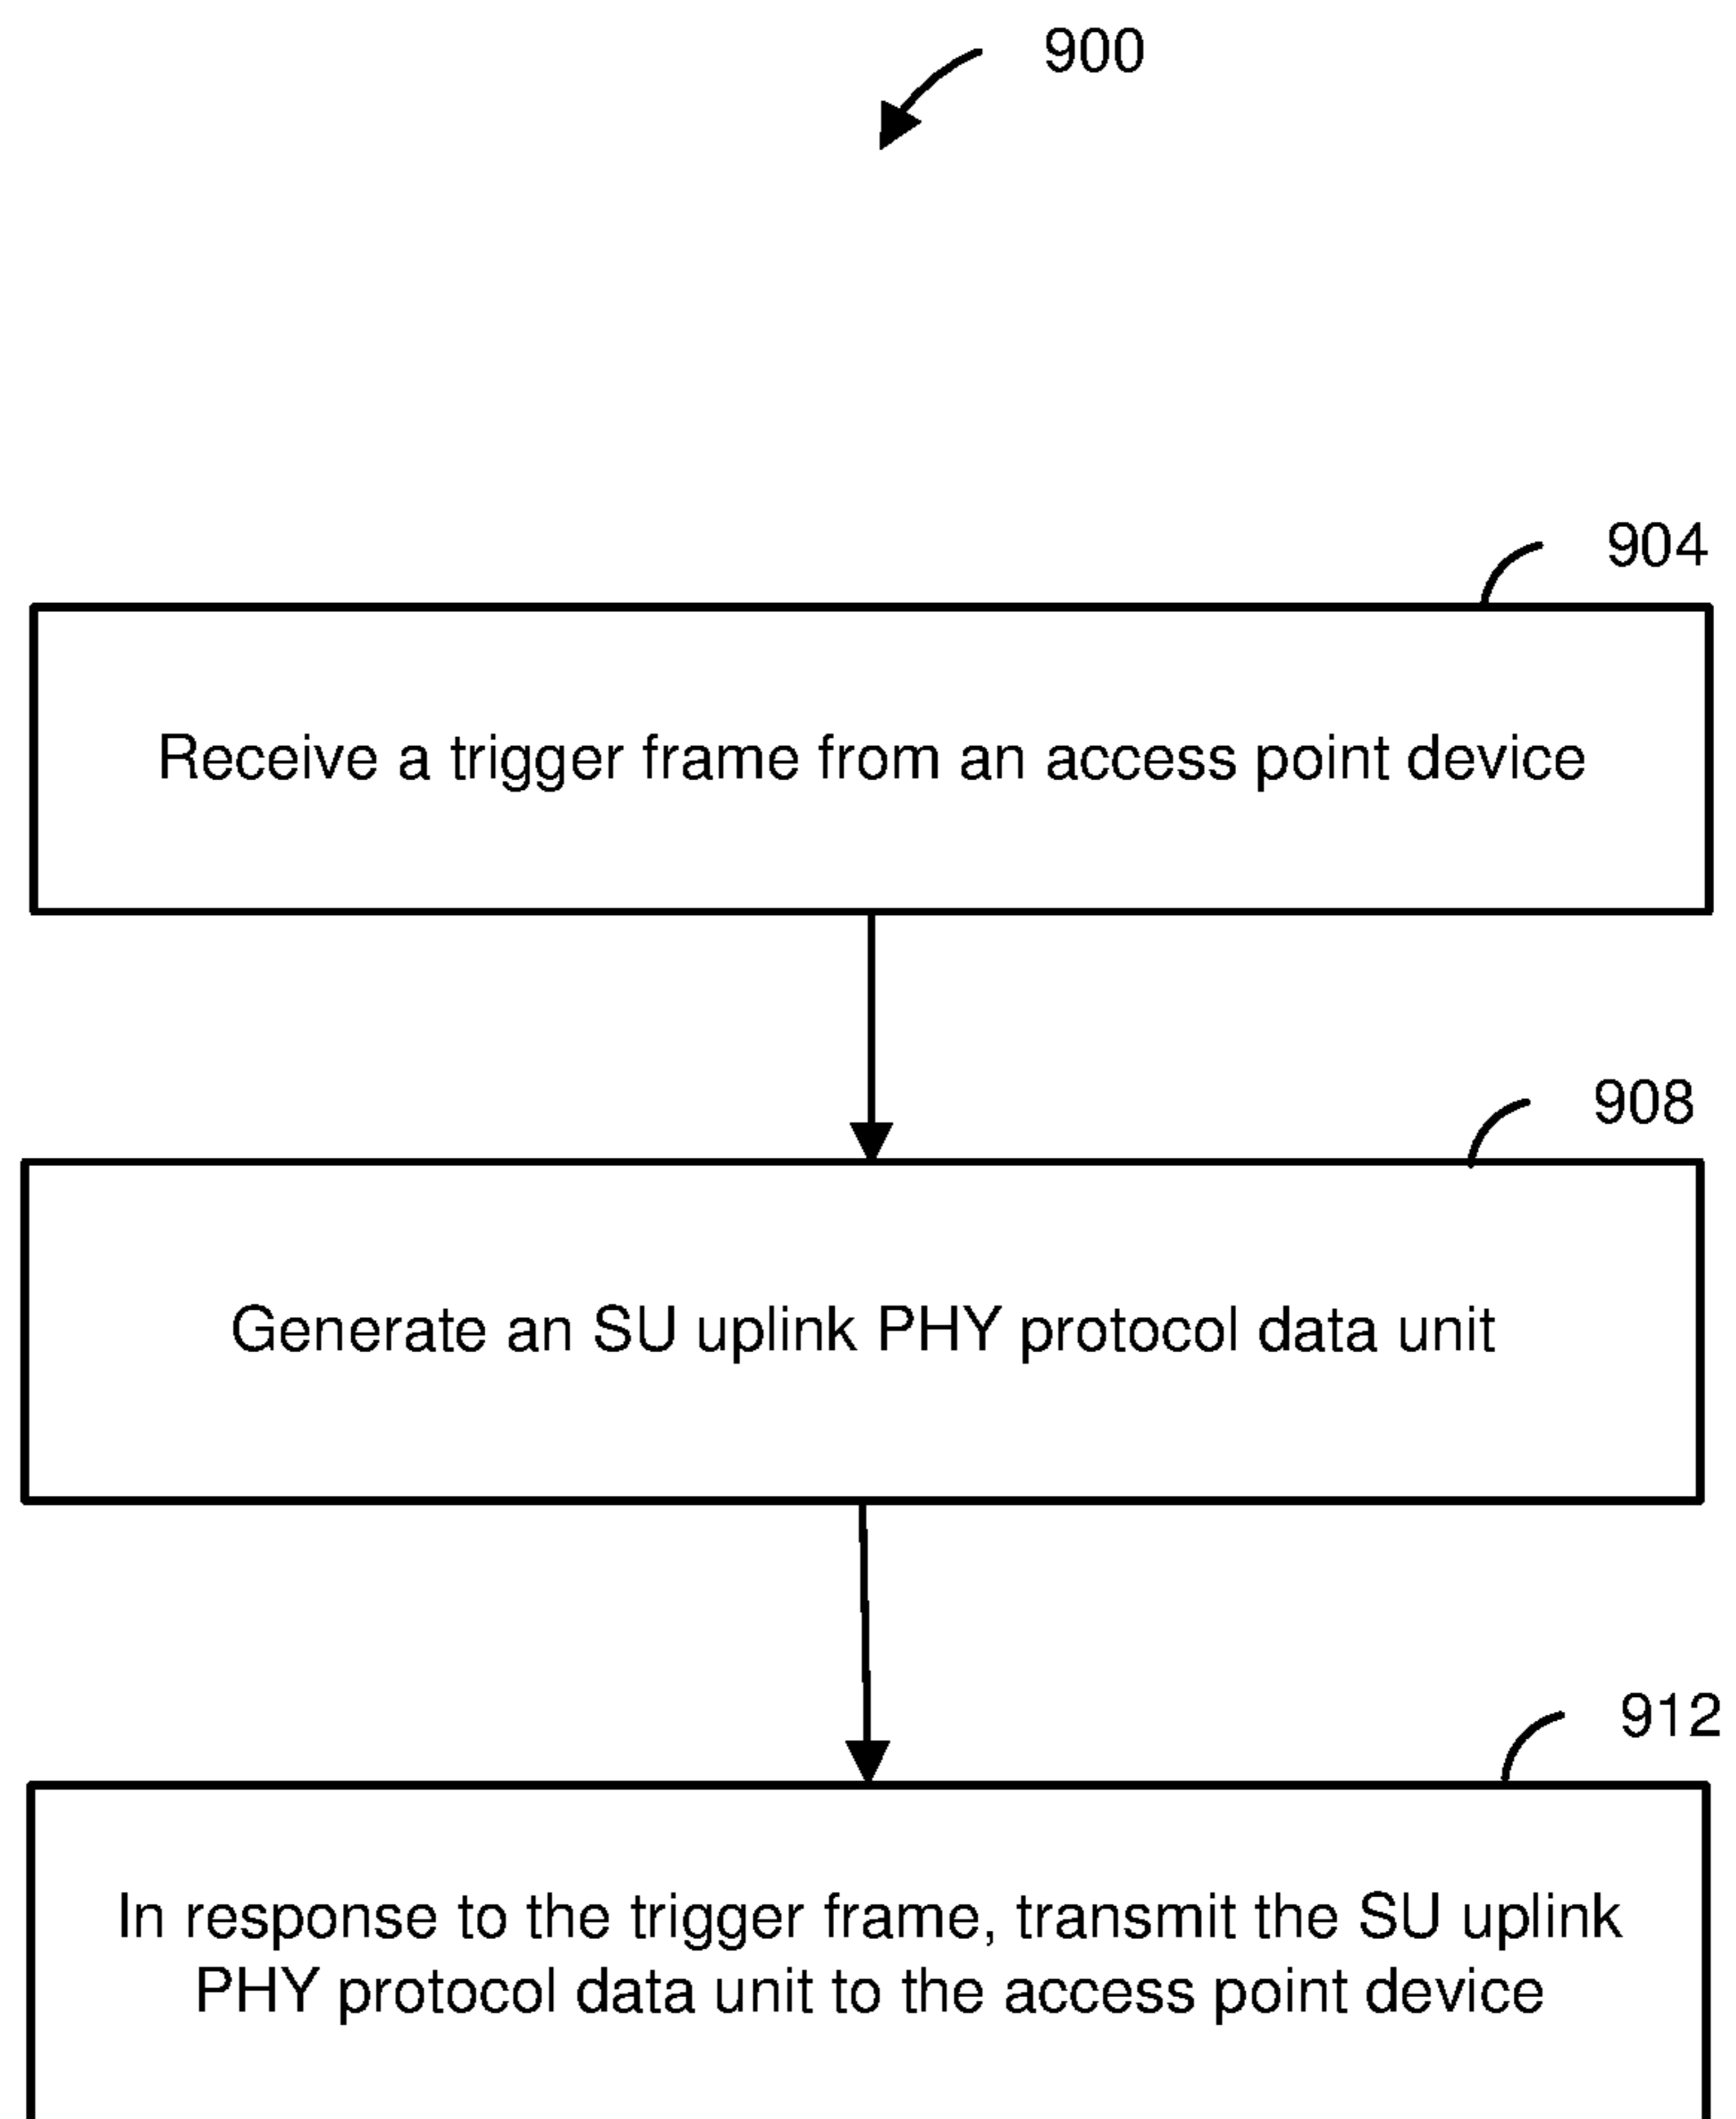 900
904
Receive a trigger frame from an access point device
908
Generate an SU uplink PHY protocol data unit
912
In response to the trigger frame, transmit the SU uplink
PHY protocol data unit to the access point device